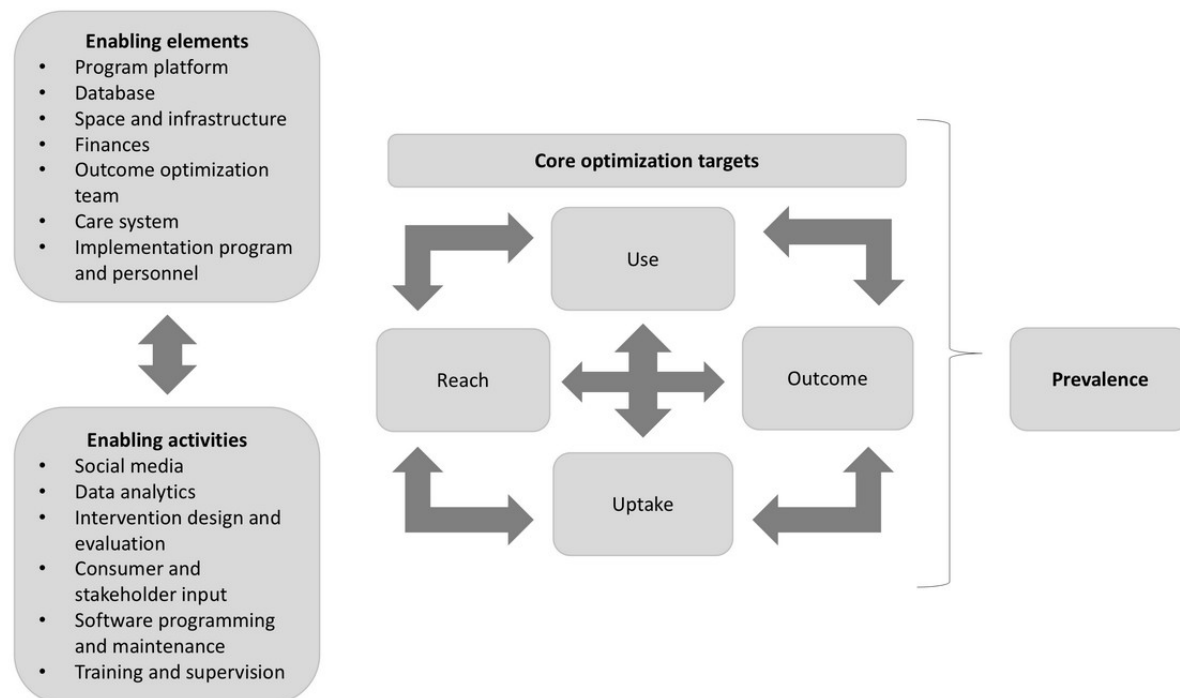 Enabling elements
• Program platform
• Database
• Space and infrastructure
• Finances
• Outcome optimization
team
• Care system
• Implementation program
and personnel
Enabling activities
• Social media
• Data analytics
• Intervention design and
evaluation
• Consumer and
stakeholder input
• Software programming
and maintenance
• Training and supervision
Core optimization targets
Use
Reach
Outcome
Uptake
Prevalence